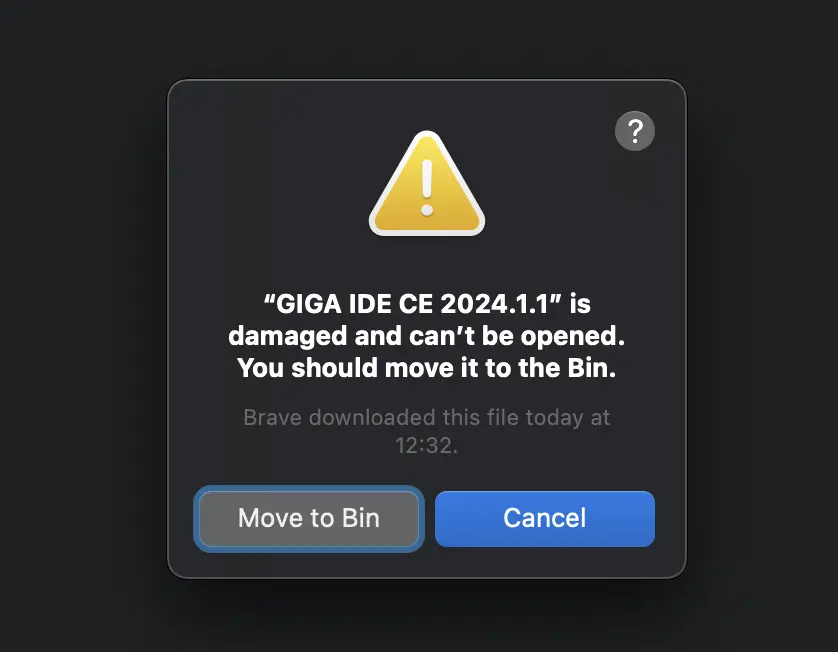 ?
“GIGA IDE CE 2024.1.1” is
damaged and can’t be opened.
You should move it to the Bin.
Brave downloaded this file today at
12:32.
Move to Bin
Cancel